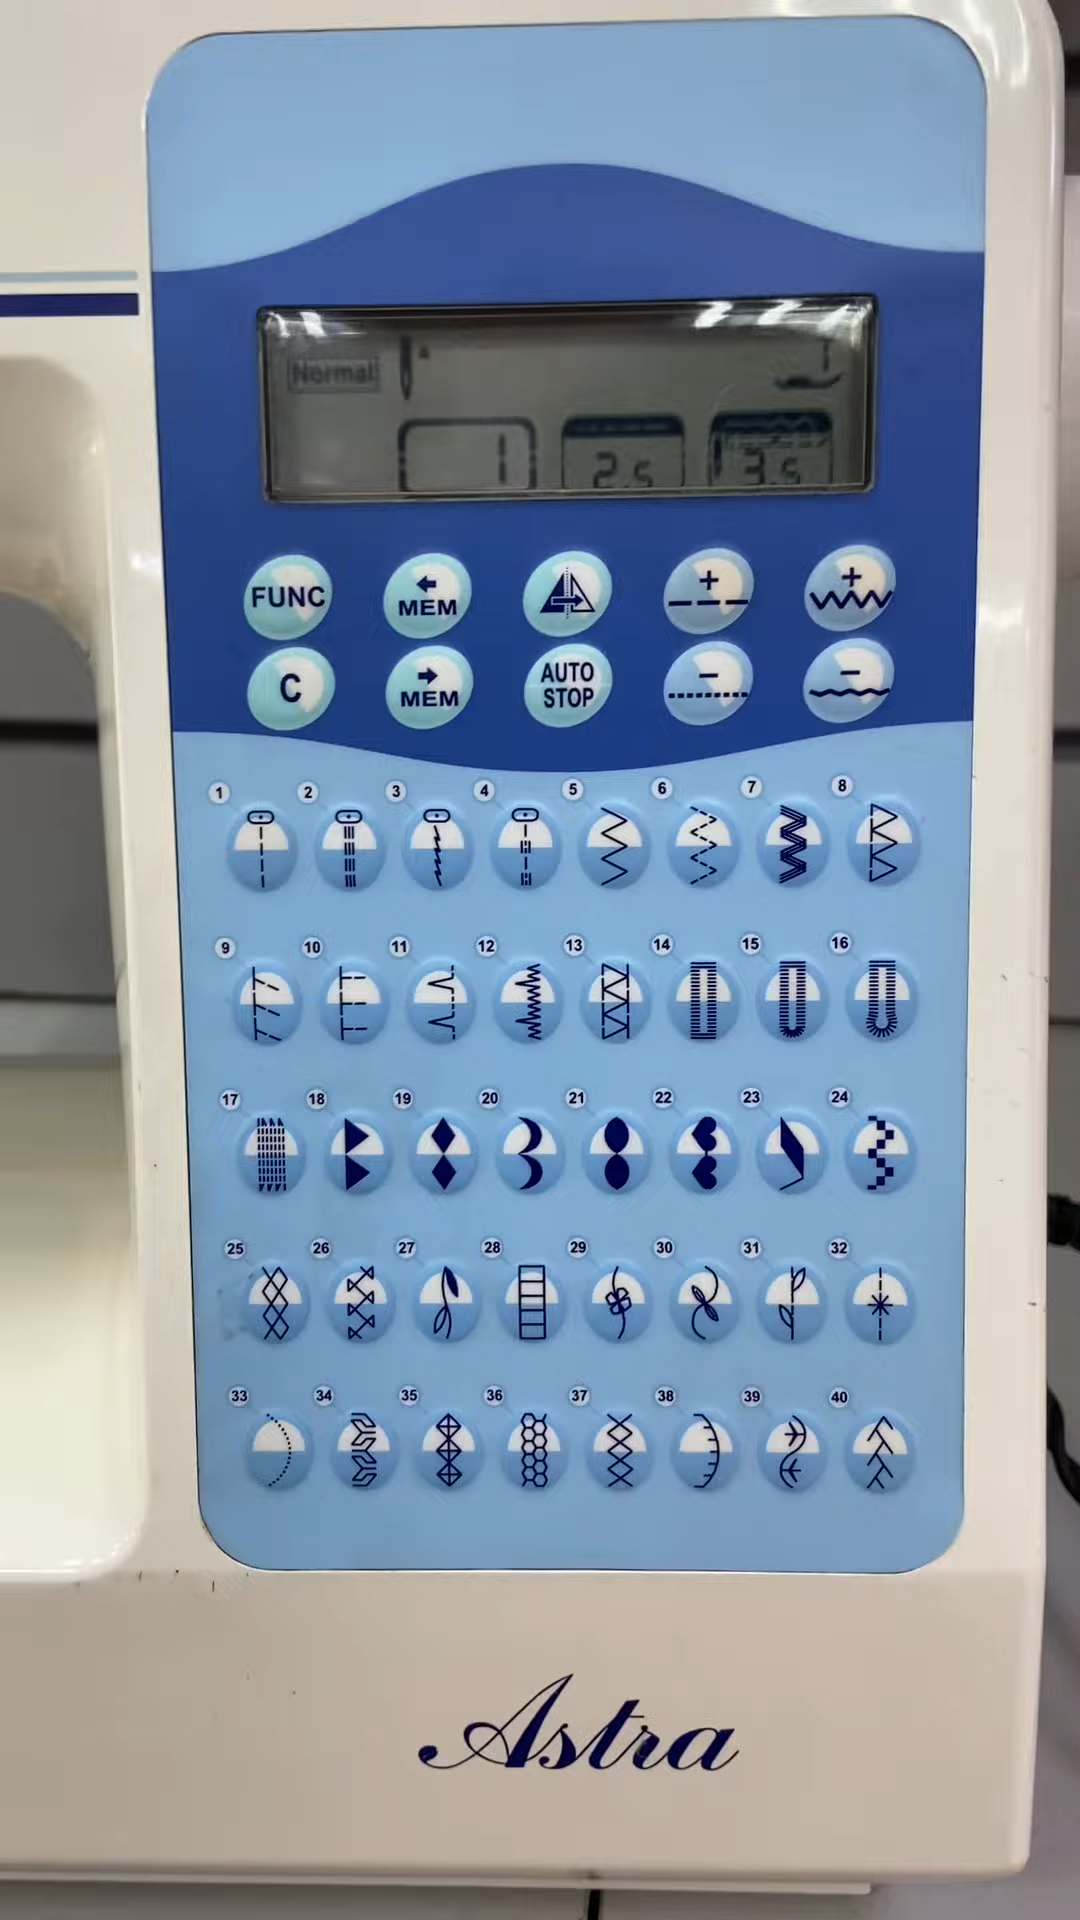 Normal
1 2.5 3.5
FUNC MEM + +
C MEM AUTO STOP - -
1 2 3 4 5 6 7 8
9 10 11 12 13 14 15 16
17 18 19 20 21 22 23 24
25 26 27 28 29 30 31 32
33 34 35 36 37 38 39 40
Astra